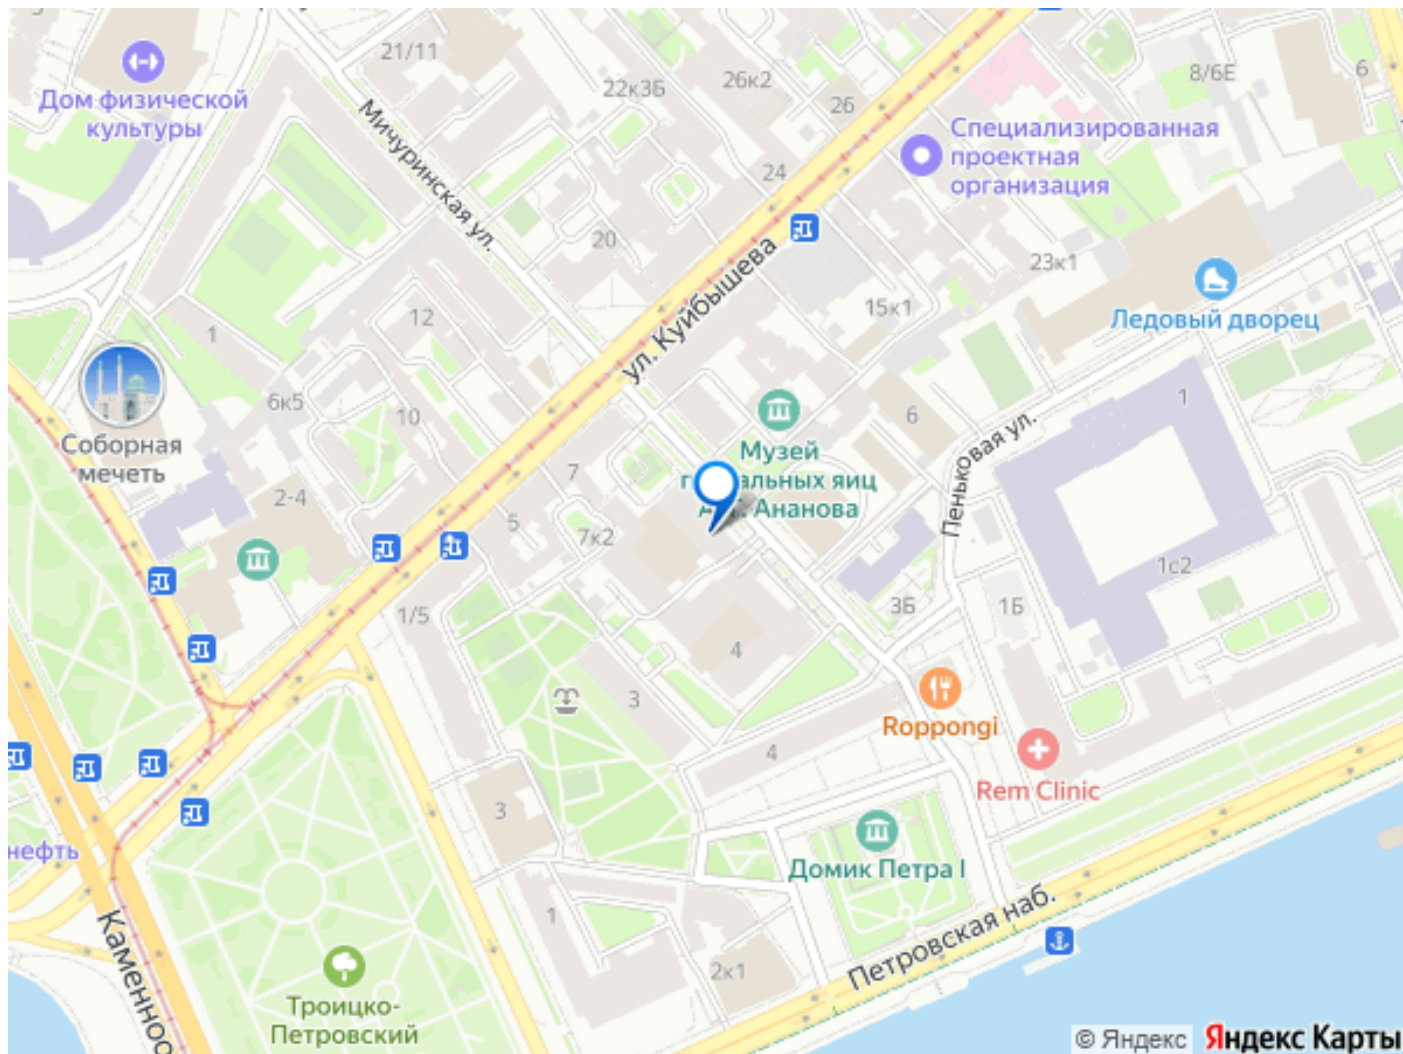 21/11
Дом физической
культуры
22к3Б
26к2
26
8/6Е
6
Мичуринская ул.
Специализированная
проектная
организация
24
20
ул. Куйбышева
23к1
15к1
Ледовый дворец
12
1
6к5
10
Соборная
мечеть
6
1
Музей
яиц
Ананова
Пеньковая ул.
7
2-4
5
7к2
1с2
3Б
1Б
1/5
4
3
Roppongi
4
Rem Clinic
3
нефть
Домик Петра I
1
Каменноо
Петровская наб.
2к1
Троицко-
Петровский
© Яндекс Яндекс Карты